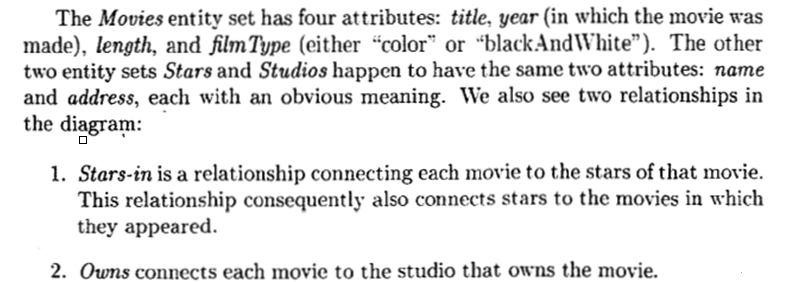 The Movies entity set has four attributes: title, year (in which the movie was
made), length, and filmType (either “color” or “blackAndWhite”). The other
two entity sets Stars and Studios happen to have the same two attributes: name
and address, each with an obvious meaning. We also see two relationships in
the diagram:
1. Stars-in is a relationship connecting each movie to the stars of that movie.
This relationship consequently also connects stars to the movies in which
they appeared.
2. Owns connects each movie to the studio that owns the movie.